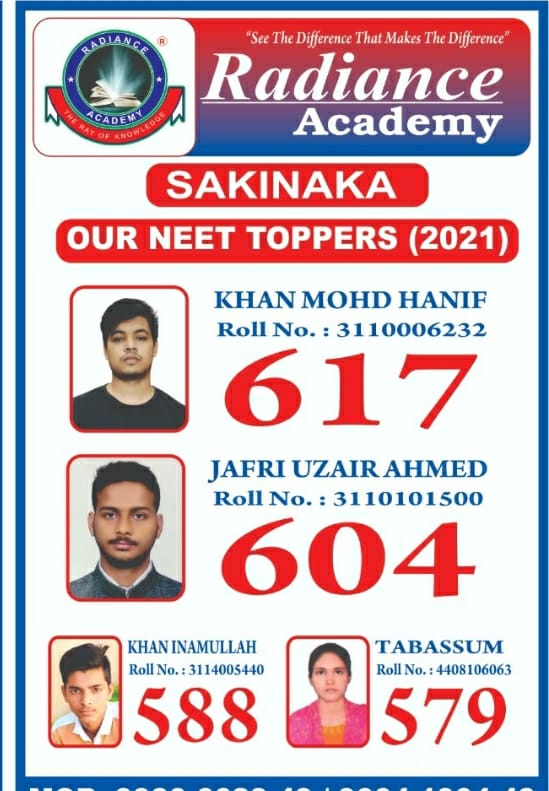 RADIANCE
ACADEMY
THE RAY OF KNOWLEDGE
®
"See The Difference That Makes The Difference"
Radiance
Academy
SAKINAKA
OUR NEET TOPPERS (2021)
KHAN MOHD HANIF
Roll No. : 3110006232
617
JAFRI UZAIR AHMED
Roll No. : 3110101500
604
KHAN INAMULLAH
Roll No. : 3114005440
588
TABASSUM
Roll No. : 4408106063
579